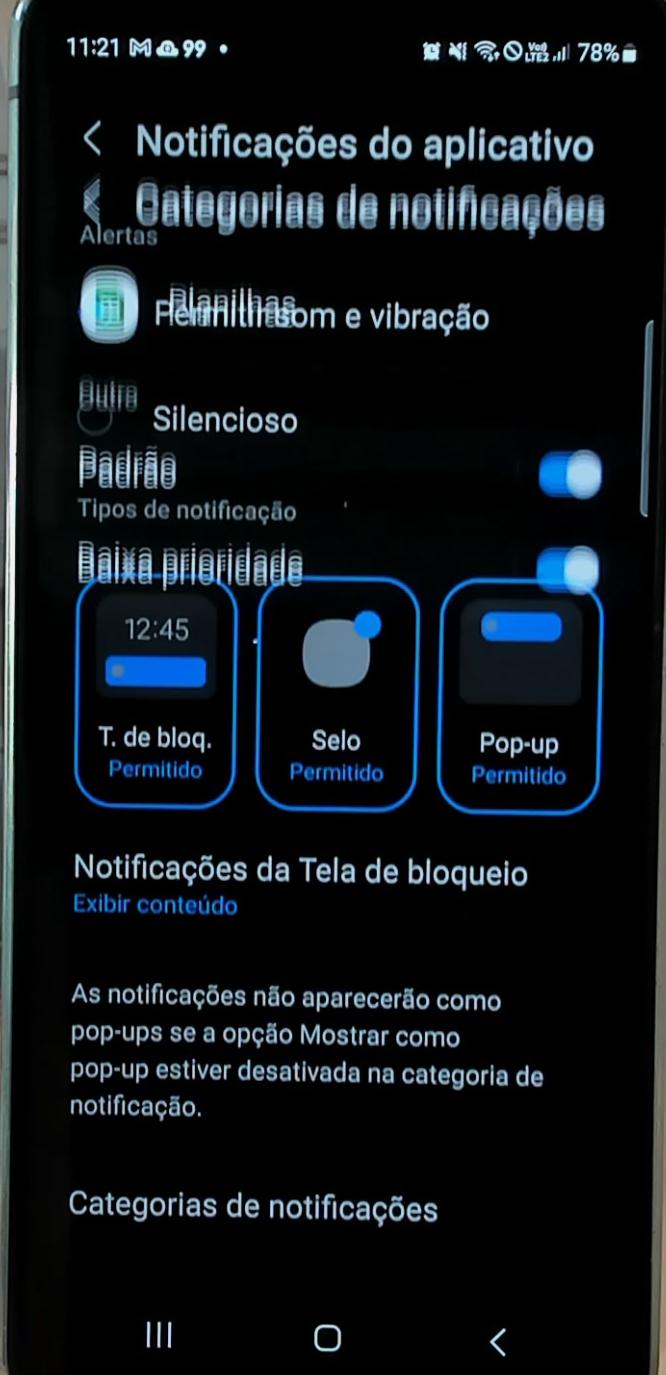 11:21 99 VoD LTE2 78%
Notificações do aplicativo
Categorias de notificações
Alertas
Planilhas
Permitir som e vibração
Outro
Silencioso
Padrão
Tipos de notificação
Baixa prioridade
12:45
T. de bloq. Selo Pop-up
Permitido Permitido Permitido
Notificações da Tela de bloqueio
Exibir conteúdo
As notificações não aparecerão como
pop-ups se a opção Mostrar como
pop-up estiver desativada na categoria de
notificação.
Categorias de notificações